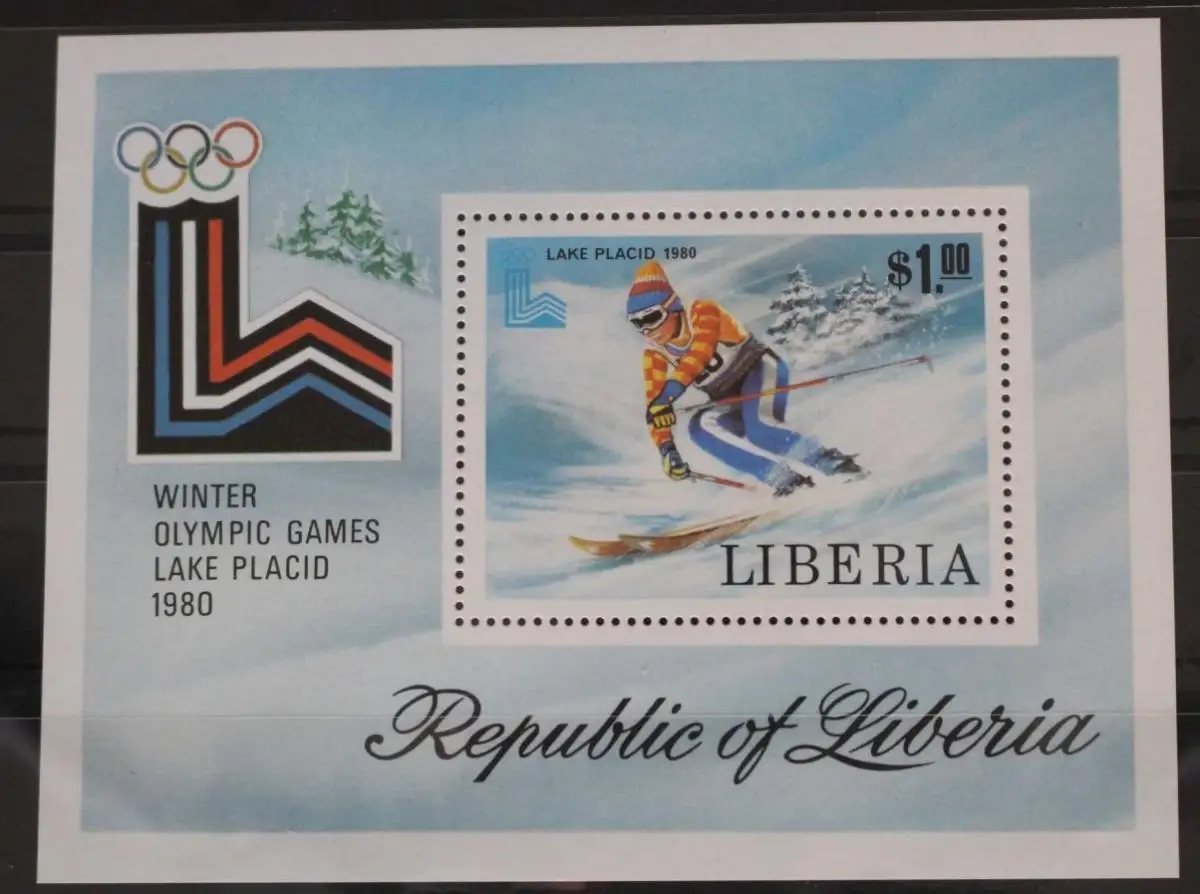 WINTER
OLYMPIC GAMES
LAKE PLACID
1980
LAKE PLACID 1980
$1.00
LIBERIA
Republic of Liberia